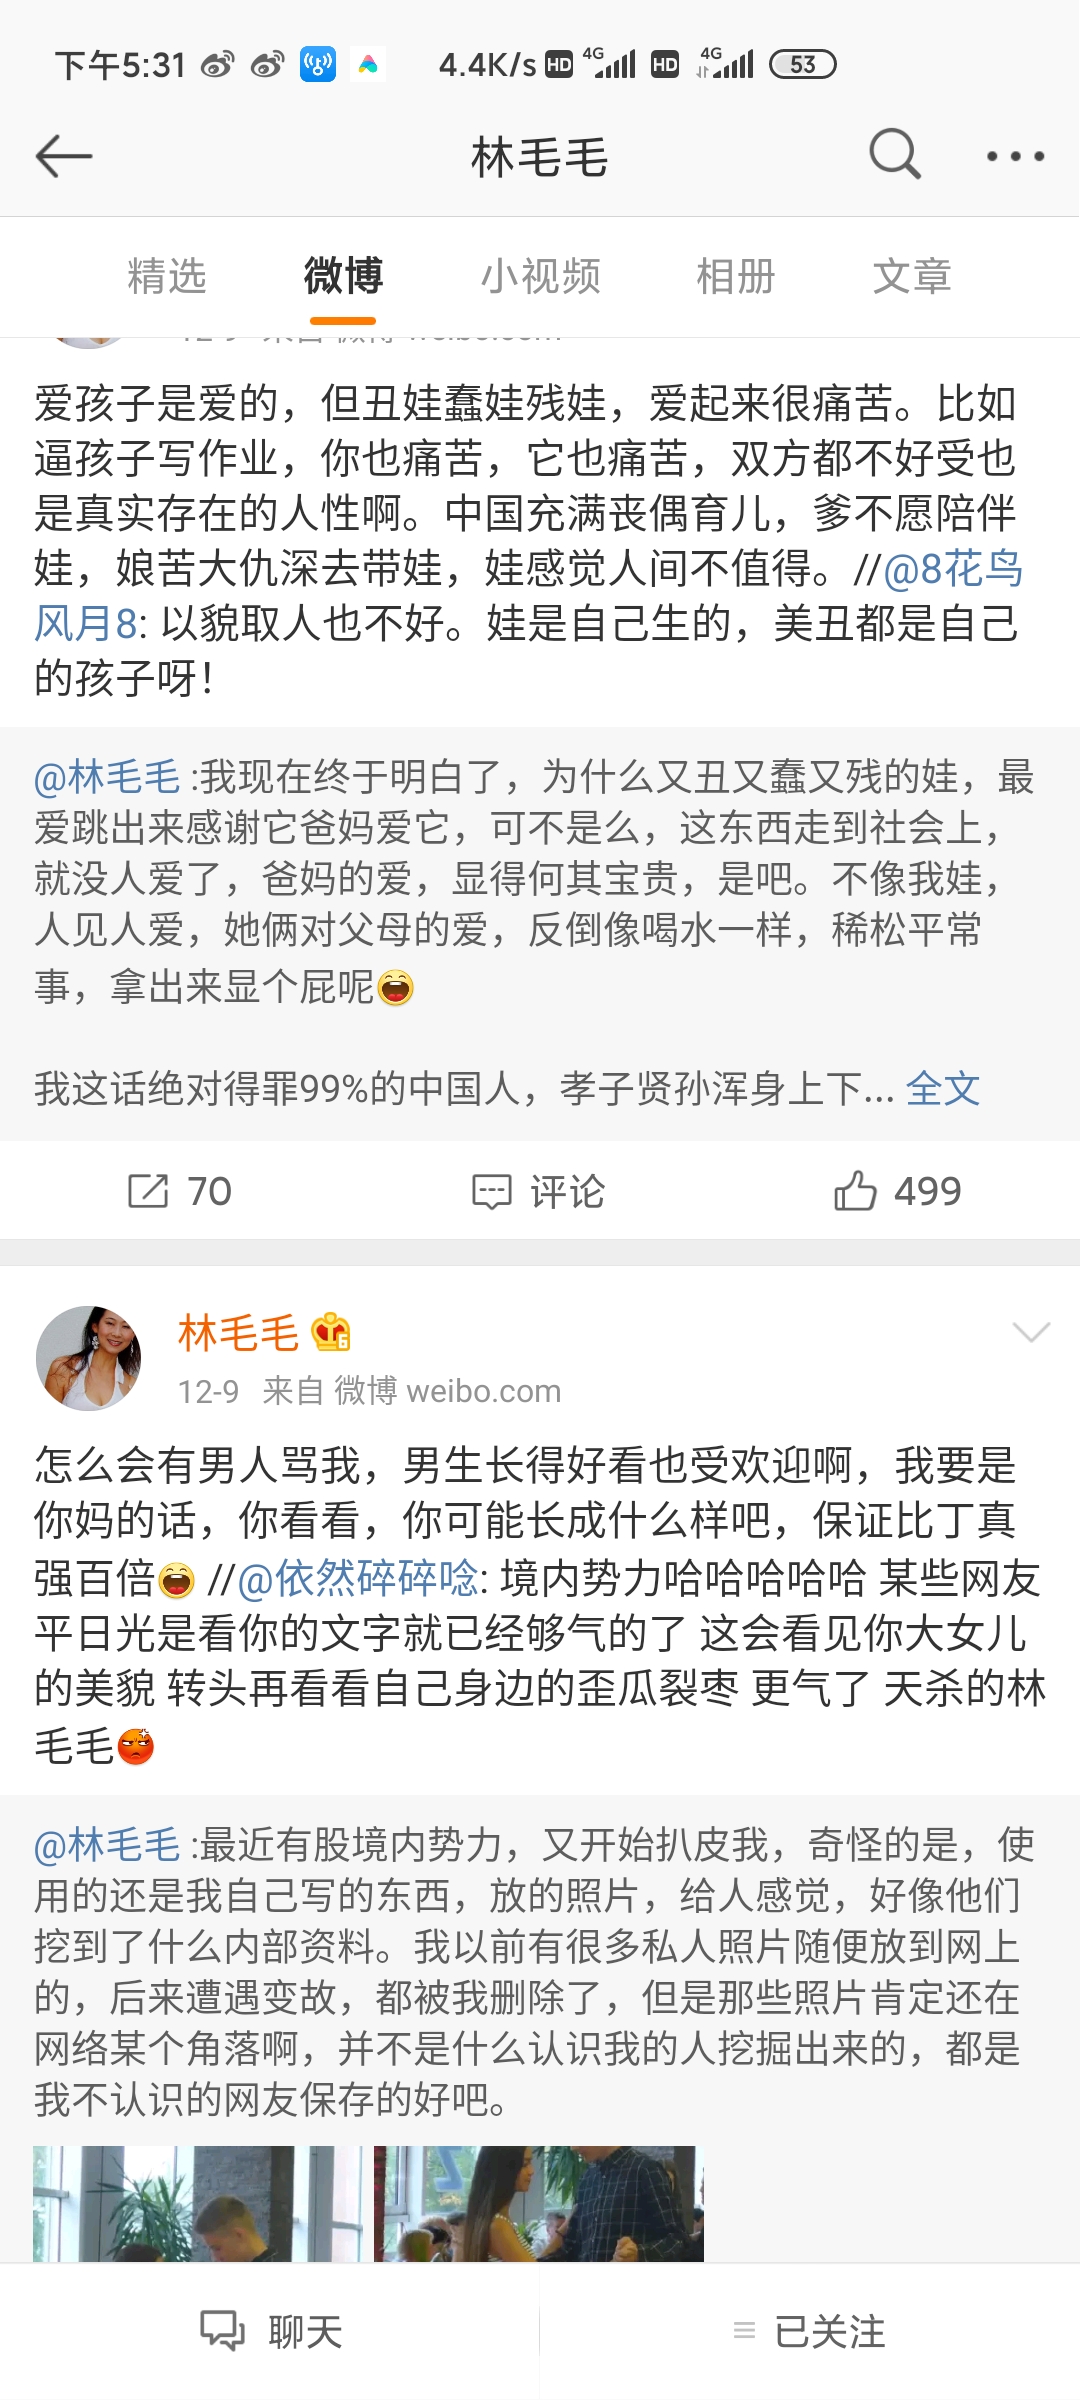 下午5:31 4.4K/s HD 4G HD 4G 53
林毛毛
精选 微博 小视频 相册 文章
12-9 来自 微博 weibo.com
爱孩子是爱的，但丑娃蠢娃残娃，爱起来很痛苦。比如
逼孩子写作业，你也痛苦，它也痛苦，双方都不好受也
是真实存在的人性啊。中国充满丧偶育儿，爹不愿陪伴
娃，娘苦大仇深去带娃，娃感觉人间不值得。//@8花鸟
风月8: 以貌取人也不好。娃是自己生的，美丑都是自己
的孩子呀！
@林毛毛 :我现在终于明白了，为什么又丑又蠢又残的娃，最
爱跳出来感谢它爸妈爱它，可不是么，这东西走到社会上，
就没人爱了，爸妈的爱，显得何其宝贵，是吧。不像我娃，
人见人爱，她俩对父母的爱，反倒像喝水一样，稀松平常
事，拿出来显个屁呢
我这话绝对得罪99%的中国人，孝子贤孙浑身上下... 全文
70 评论 499
林毛毛 6
12-9 来自 微博 weibo.com
怎么会有男人骂我，男生长得好看也受欢迎啊，我要是
你妈的话，你看看，你可能长成什么样吧，保证比丁真
强百倍 //@依然碎碎唸: 境内势力哈哈哈哈哈 某些网友
平日光是看你的文字就已经够气的了 这会看见你大女儿
的美貌 转头再看看自己身边的歪瓜裂枣 更气了 天杀的林
毛毛
@林毛毛 :最近有股境内势力，又开始扒皮我，奇怪的是，使
用的还是我自己写的东西，放的照片，给人感觉，好像他们
挖到了什么内部资料。我以前有很多私人照片随便放到网上
的，后来遭遇变故，都被我删除了，但是那些照片肯定还在
网络某个角落啊，并不是什么认识我的人挖掘出来的，都是
我不认识的网友保存的好吧。
聊天 已关注